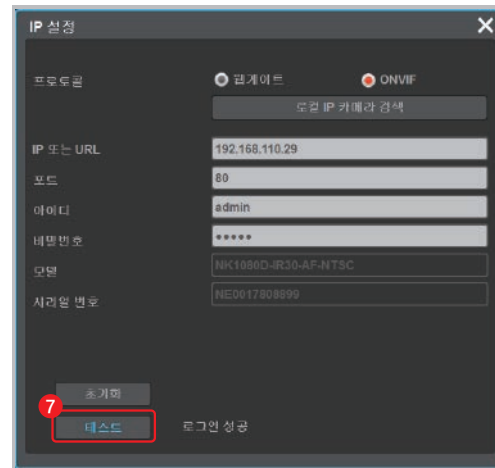 IP 설정
프로토콜 웹게이트 ONVIF
로컬 IP 카메라 검색
IP 또는 URL 192.168.110.29
포트 80
아이디 admin
비밀번호 •••••
모델 NK1080D-IR30-AF-NTSC
시리얼 번호 NE0017808899
초기화
7
테스트 로그인 성공